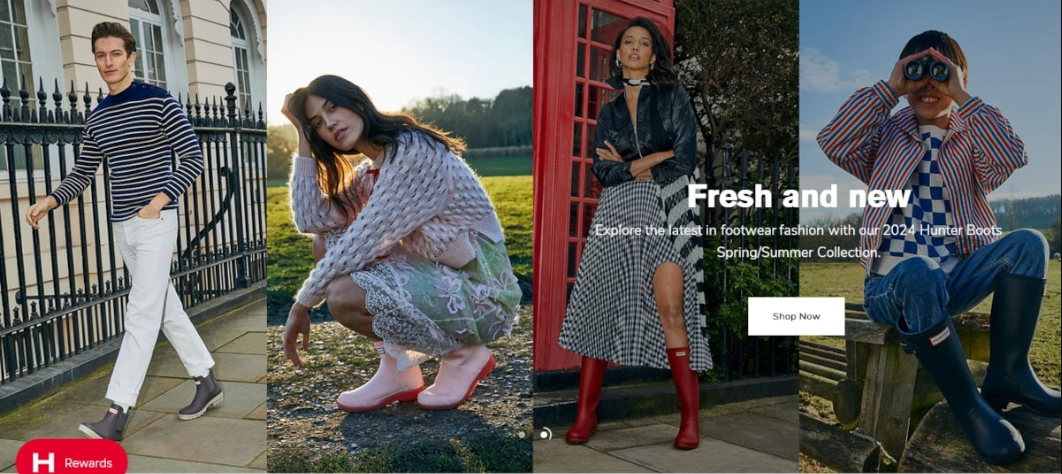 Fresh and new
Explore the latest in footwear fashion with our 2024 Hunter Boots
Spring/Summer Collection.
Shop Now
H Rewards